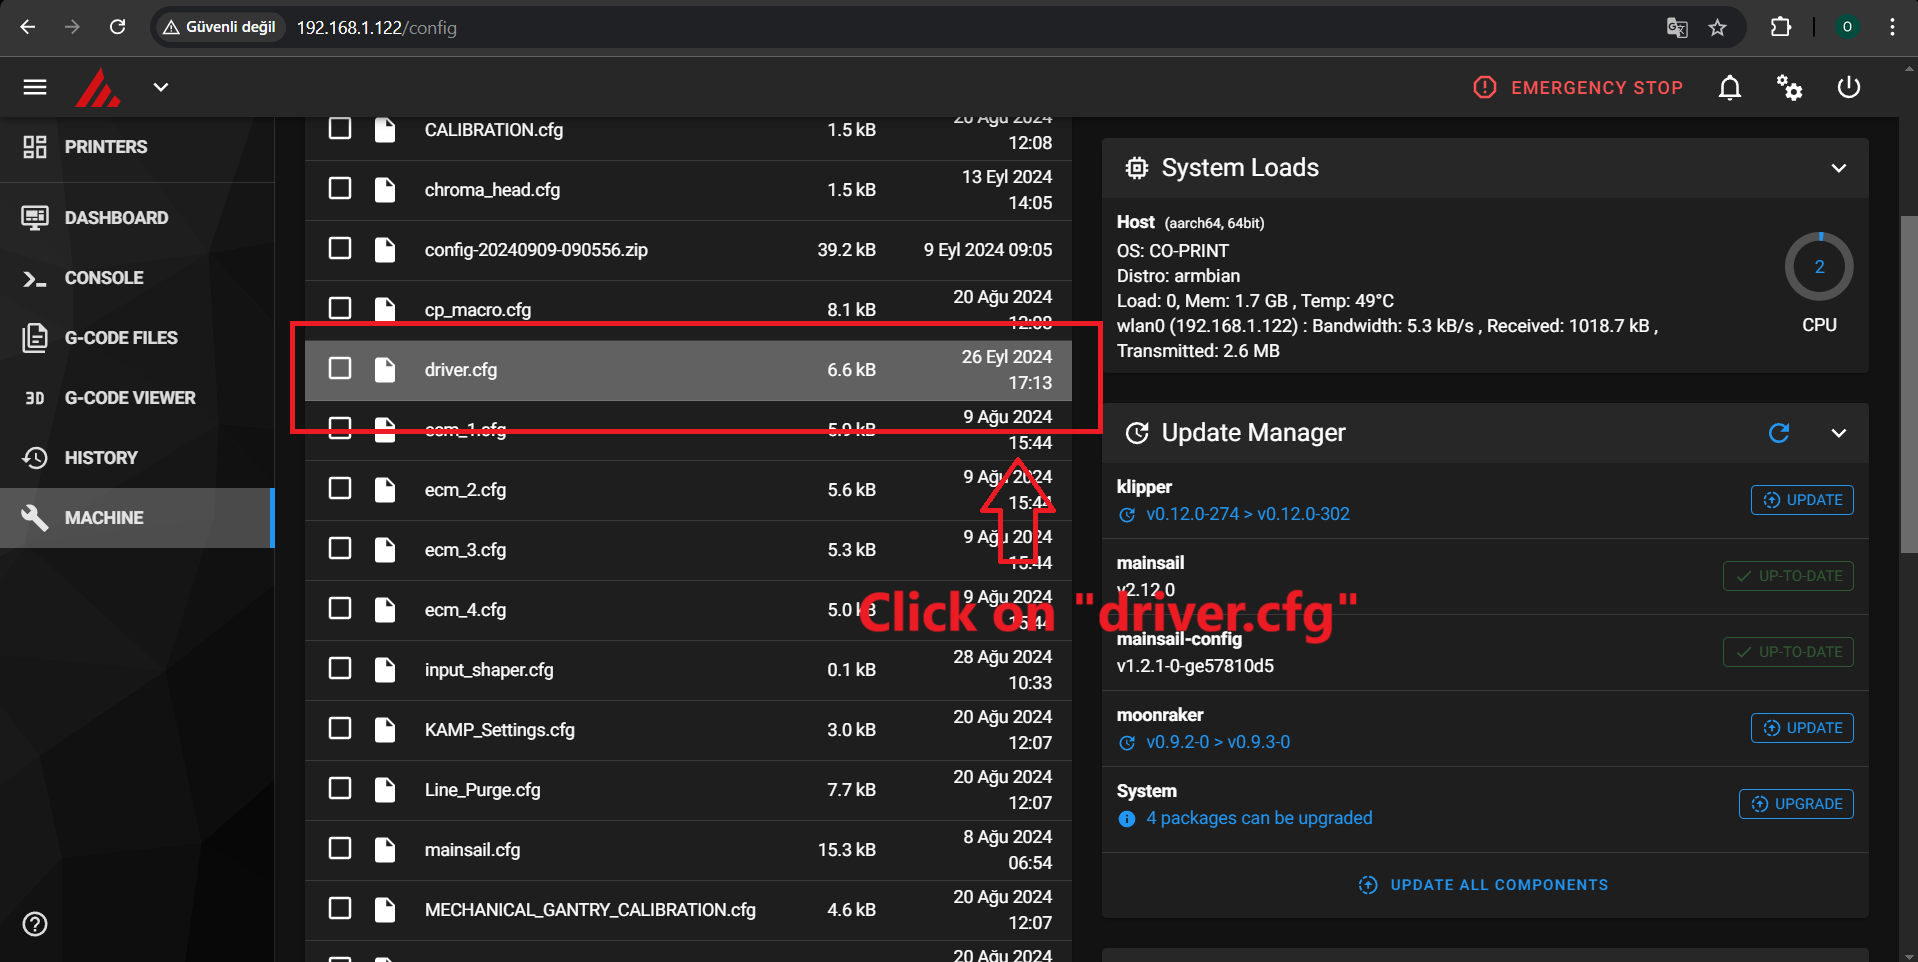 Güvenli değil 192.168.1.122/config
O
EMERGENCY STOP
PRINTERS
DASHBOARD
CONSOLE
G-CODE FILES
3D G-CODE VIEWER
HISTORY
MACHINE
CALIBRATION.cfg 1.5 kB 20 Ağu 2024
12:08
chroma_head.cfg 1.5 kB 13 Eyl 2024
14:05
config-20240909-090556.zip 39.2 kB 9 Eyl 2024 09:05
cp_macro.cfg 8.1 kB 20 Ağu 2024
12:08
driver.cfg 6.6 kB 26 Eyl 2024
17:13
ecm_1.cfg 5.9 kB 9 Ağu 2024
15:44
ecm_2.cfg 5.6 kB 9 Ağu 2024
15:44
ecm_3.cfg 5.3 kB 9 Ağu 2024
15:44
ecm_4.cfg 5.0 kB 9 Ağu 2024
15:44
input_shaper.cfg 0.1 kB 28 Ağu 2024
10:33
KAMP_Settings.cfg 3.0 kB 20 Ağu 2024
12:07
Line_Purge.cfg 7.7 kB 20 Ağu 2024
12:07
mainsail.cfg 15.3 kB 8 Ağu 2024
06:54
MECHANICAL_GANTRY_CALIBRATION.cfg 4.6 kB 20 Ağu 2024
12:07
20 Ağu 2024
Click on "driver.cfg"
System Loads
Host (aarch64, 64bit)
OS: CO-PRINT
Distro: armbian
Load: 0, Mem: 1.7 GB , Temp: 49°C
wlan0 (192.168.1.122) : Bandwidth: 5.3 kB/s , Received: 1018.7 kB ,
Transmitted: 2.6 MB
2
CPU
Update Manager
klipper
v0.12.0-274 > v0.12.0-302
UPDATE
mainsail
v2.12.0
UP-TO-DATE
mainsail-config
v1.2.1-0-ge57810d5
UP-TO-DATE
moonraker
v0.9.2-0 > v0.9.3-0
UPDATE
System
4 packages can be upgraded
UPGRADE
UPDATE ALL COMPONENTS